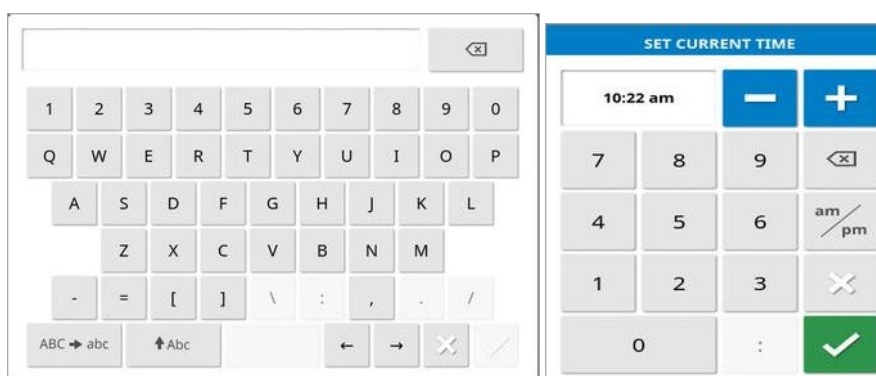 1 2 3 4 5 6 7 8 9 0
Q W E R T Y U I O P
A S D F G H J K L
Z X C V B N M
- = [ ] \ : , . /
ABC → abc ↑ Abc ← →
SET CURRENT TIME
10:22 am − +
7 8 9
4 5 6 am/pm
1 2 3
0 :